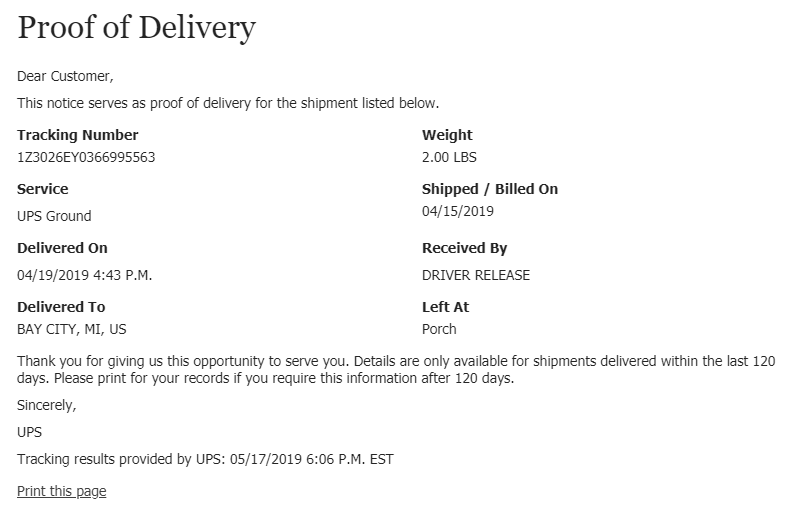 Proof of Delivery
Dear Customer,
This notice serves as proof of delivery for the shipment listed below.
Tracking Number
1Z3026EY0366995563
Weight
2.00 LBS
Service
UPS Ground
Shipped / Billed On
04/15/2019
Delivered On
04/19/2019 4:43 P.M.
Received By
DRIVER RELEASE
Delivered To
BAY CITY, MI, US
Left At
Porch
Thank you for giving us this opportunity to serve you. Details are only available for shipments delivered within the last 120
days. Please print for your records if you require this information after 120 days.
Sincerely,
UPS
Tracking results provided by UPS: 05/17/2019 6:06 P.M. EST
Print this page